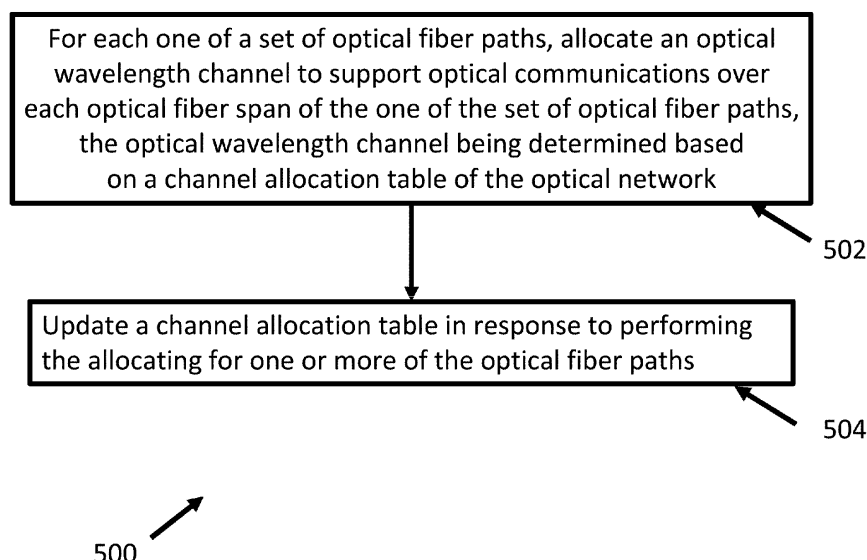 For each one of a set of optical fiber paths, allocate an optical
wavelength channel to support optical communications over
each optical fiber span of the one of the set of optical fiber paths,
the optical wavelength channel being determined based
on a channel allocation table of the optical network
502
Update a channel allocation table in response to performing
the allocating for one or more of the optical fiber paths
504
500